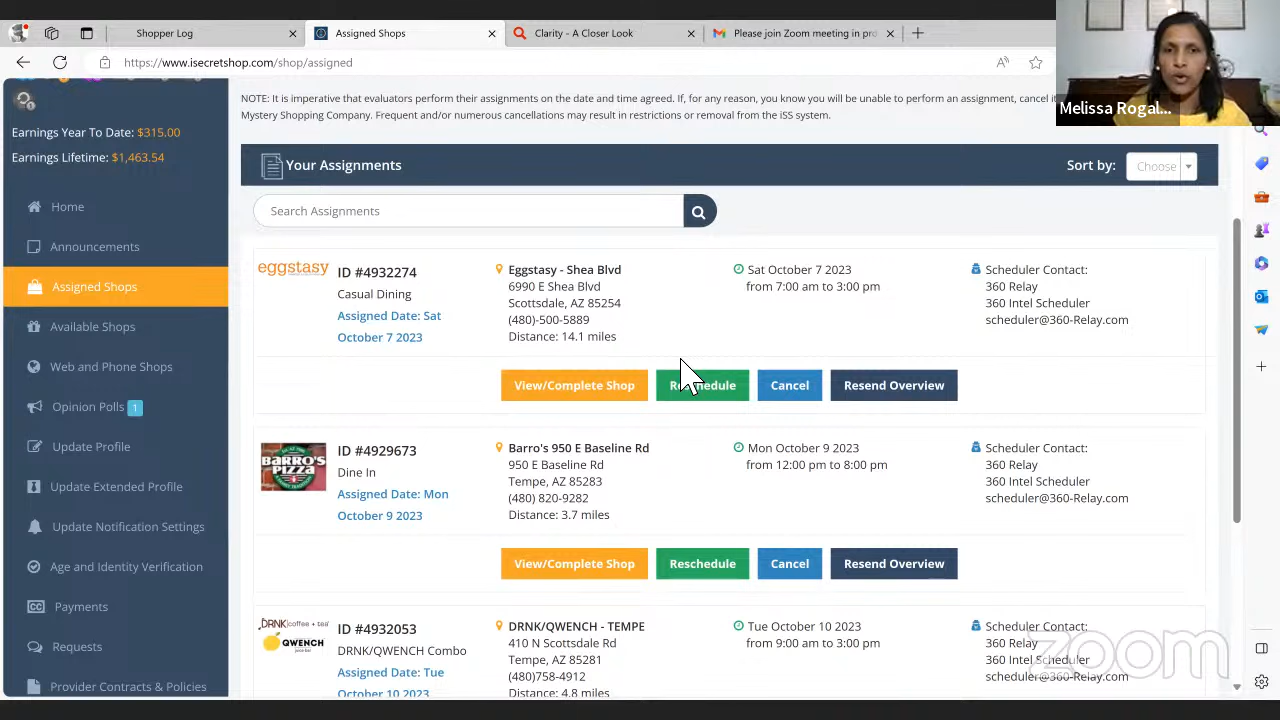 Shopper Log
Assigned Shops
Clarity - A Closer Look
Please join Zoom meeting in pro
https://www.isecretshop.com/shop/assigned
Melissa Rogal...
Earnings Year To Date: $315.00
Earnings Lifetime: $1,463.54
Home
Announcements
Assigned Shops
Available Shops
Web and Phone Shops
Opinion Polls 1
Update Profile
Update Extended Profile
Update Notification Settings
Age and Identity Verification
Payments
Requests
Provider Contracts & Policies
NOTE: It is imperative that evaluators perform their assignments on the date and time agreed. If, for any reason, you know you will be unable to perform an assignment, cancel
Mystery Shopping Company. Frequent and/or numerous cancellations may result in restrictions or removal from the iSS system.
Your Assignments
Sort by:
Choose
Search Assignments
eggstasy
ID #4932274
Casual Dining
Assigned Date: Sat
October 7 2023
Eggstasy - Shea Blvd
6990 E Shea Blvd
Scottsdale, AZ 85254
(480)-500-5889
Distance: 14.1 miles
Sat October 7 2023
from 7:00 am to 3:00 pm
Scheduler Contact:
360 Relay
360 Intel Scheduler
scheduler@360-Relay.com
View/Complete Shop
Reschedule
Cancel
Resend Overview
BARRO'S
PIZZA
ID #4929673
Dine In
Assigned Date: Mon
October 9 2023
Barro's 950 E Baseline Rd
950 E Baseline Rd
Tempe, AZ 85283
(480) 820-9282
Distance: 3.7 miles
Mon October 9 2023
from 12:00 pm to 8:00 pm
Scheduler Contact:
360 Relay
360 Intel Scheduler
scheduler@360-Relay.com
View/Complete Shop
Reschedule
Cancel
Resend Overview
DRNK coffee + tea
QWENCH
ID #4932053
DRNK/QWENCH Combo
Assigned Date: Tue
October 10 2023
DRNK/QWENCH - TEMPE
410 N Scottsdale Rd
Tempe, AZ 85281
(480)758-4912
Distance: 4.8 miles
Tue October 10 2023
from 9:00 am to 3:00 pm
Scheduler Contact:
360 Relay
360 Intel Scheduler
scheduler@360-Relay.com
zoom